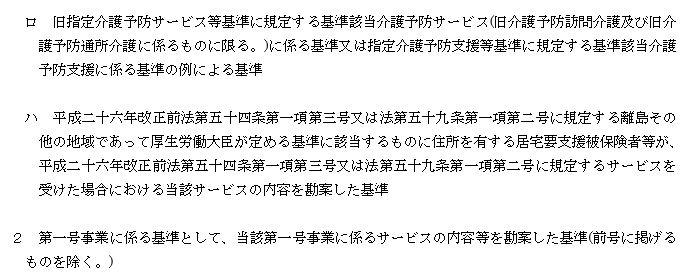 ロ　旧指定介護予防サービス等基準に規定する基準該当介護予防サービス(旧介護予防訪問介護及び旧介
護予防通所介護に係るものに限る。)に係る基準又は指定介護予防支援等基準に規定する基準該当介護
予防支援に係る基準の例による基準
ハ　平成二十六年改正前法第五十四条第一項第三号又は法第五十九条第一項第二号に規定する離島その
他の地域であって厚生労働大臣が定める基準に該当するものに住所を有する居宅要支援被保険者等が、
平成二十六年改正前法第五十四条第一項第三号又は法第五十九条第一項第二号に規定するサービスを
受けた場合における当該サービスの内容を勘案した基準
２　第一号事業に係る基準として、当該第一号事業に係るサービスの内容等を勘案した基準(前号に掲げる
ものを除く。)